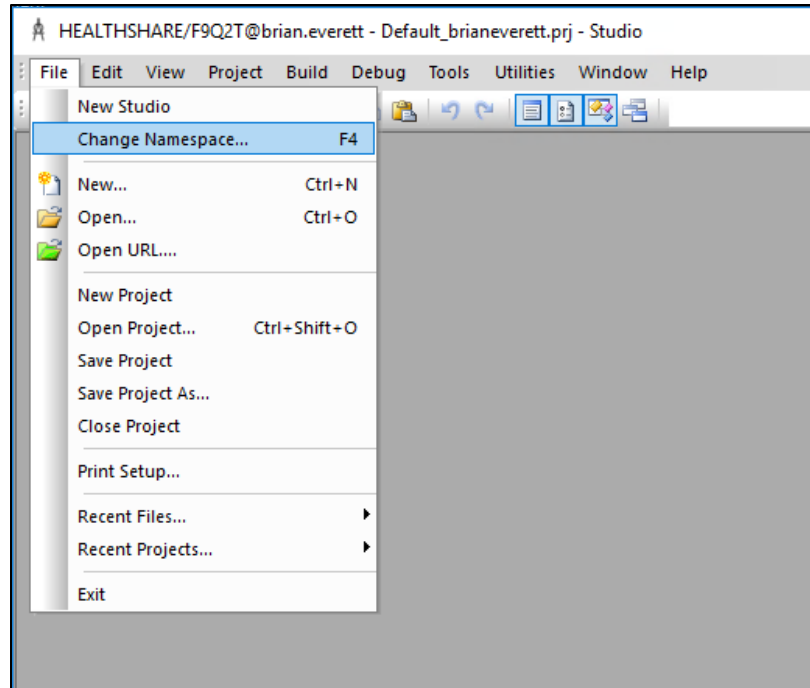 HEALTHSHARE/F9Q2T@brian.everett - Default_brianeverett.prj - Studio
File Edit View Project Build Debug Tools Utilities Window Help
New Studio
Change Namespace... F4
New... Ctrl+N
Open... Ctrl+O
Open URL....
New Project
Open Project... Ctrl+Shift+O
Save Project
Save Project As...
Close Project
Print Setup...
Recent Files...
Recent Projects...
Exit